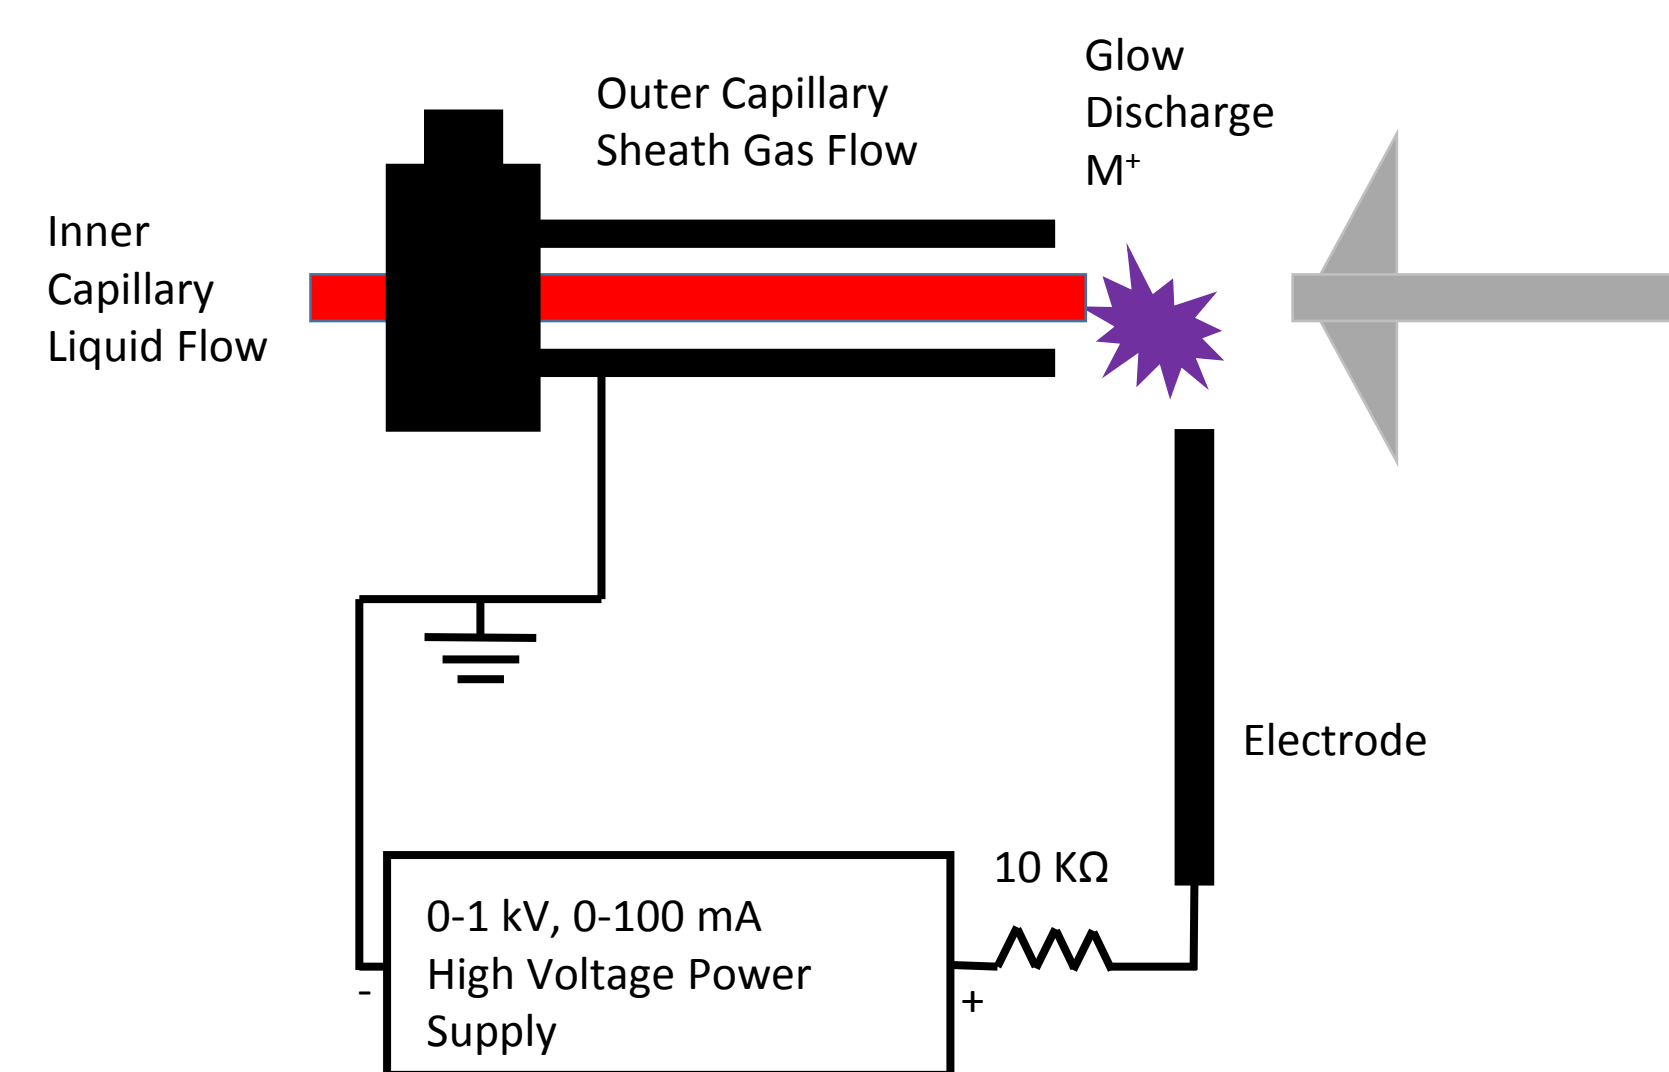 Glow
Discharge
M⁺
Outer Capillary
Sheath Gas Flow
Inner
Capillary
Liquid Flow
Electrode
10 KΩ
0-1 kV, 0-100 mA
High Voltage Power
Supply
-
+